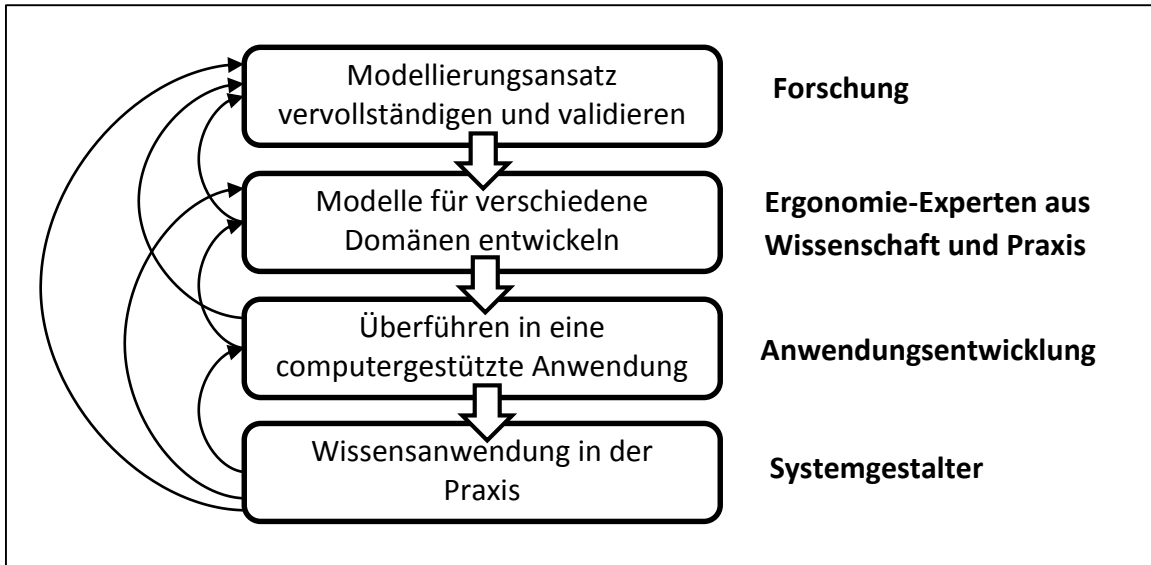 Modellierungsansatz
vervollständigen und validieren
Forschung
Modelle für verschiedene
Domänen entwickeln
Ergonomie-Experten aus
Wissenschaft und Praxis
Überführen in eine
computergestützte Anwendung
Anwendungsentwicklung
Wissensanwendung in der
Praxis
Systemgestalter